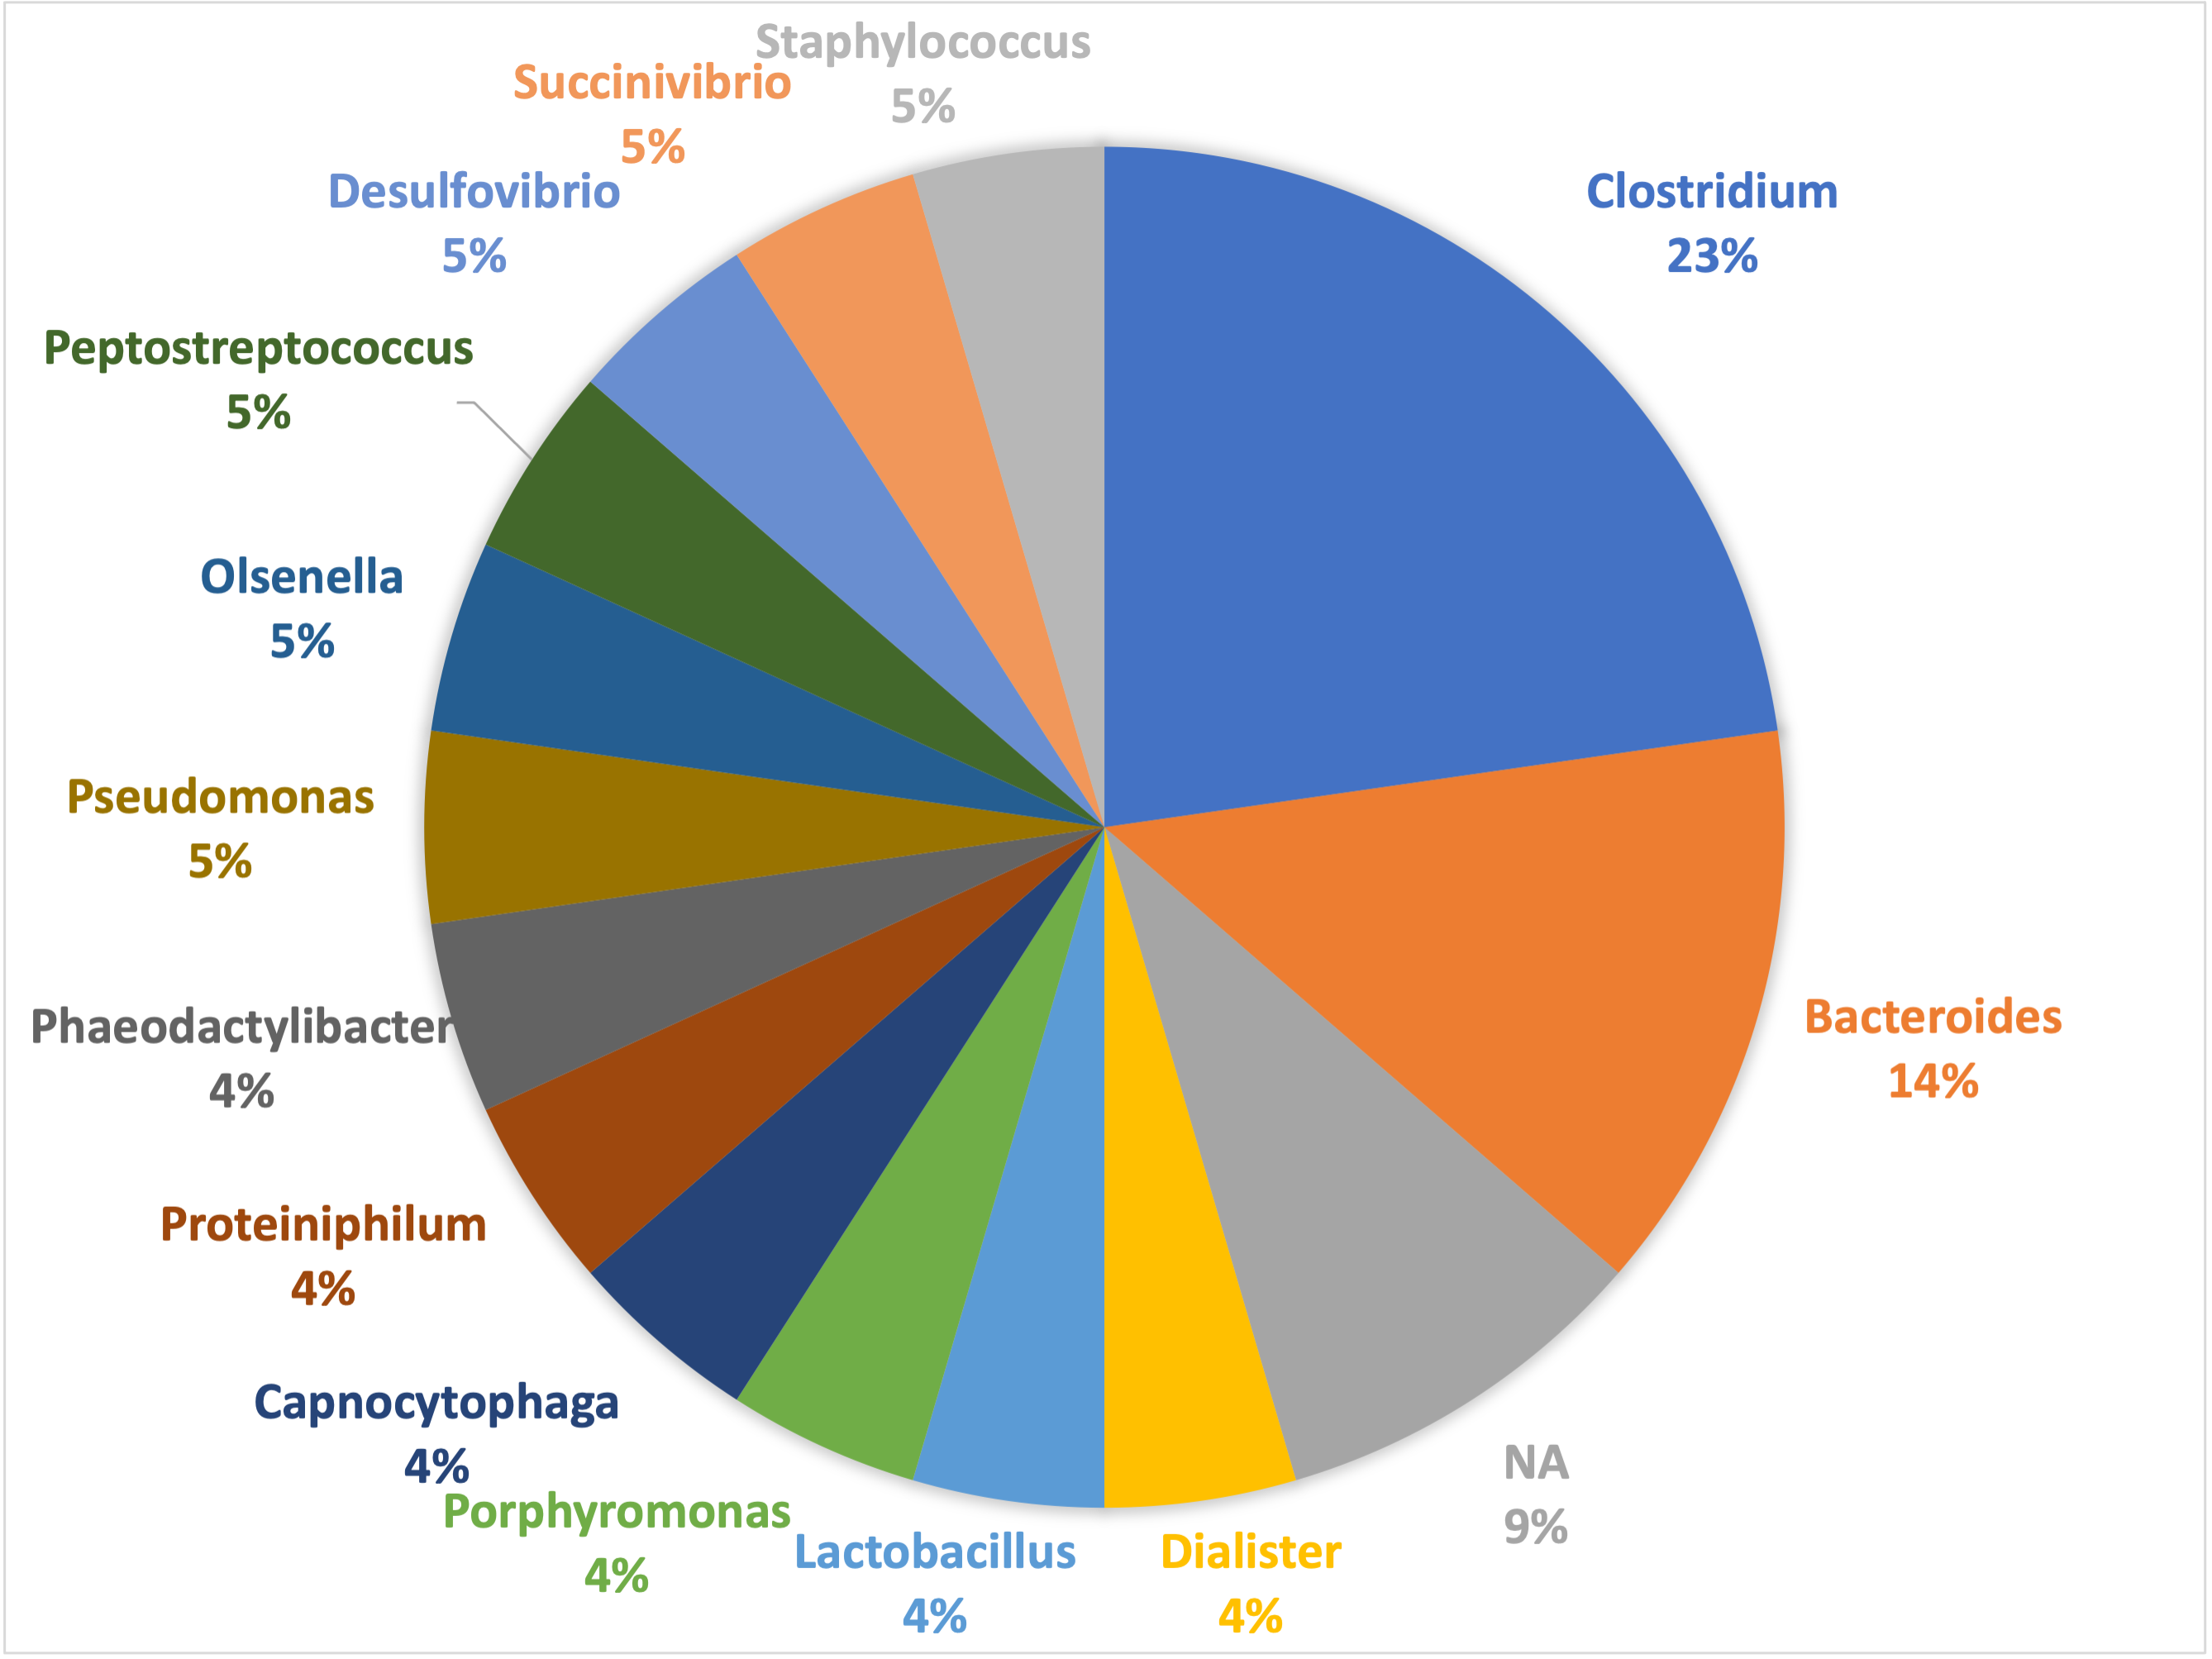 Staphylococcus
5%
Succinivibrio
5%
Desulfovibrio
5%
Clostridium
23%
Peptostreptococcus
5%
Olsenella
5%
Pseudomonas
5%
Phaeodactylibacter
4%
Bacteroides
14%
Proteiniphilum
4%
Capnocytophaga
4%
Porphyromonas
4%
Lactobacillus
4%
Dialister
4%
NA
9%